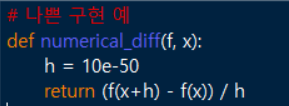 # 나쁜 구현 예
def numerical_diff(f, x):
    h = 10e-50
    return (f(x+h) - f(x)) / h